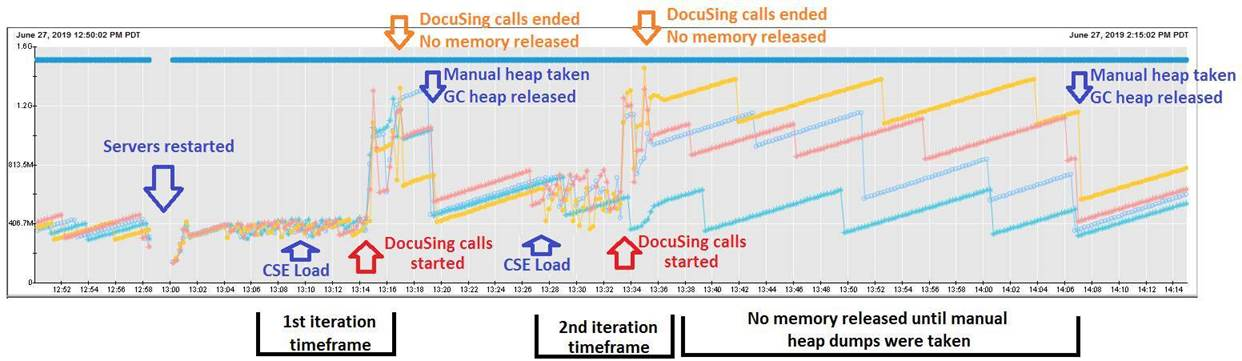 DocuSing calls ended
No memory released
DocuSing calls ended
No memory released
June 27, 2019 12:50:02 PM PDT
June 27, 2019 2:15:02 PM PDT
1.6G
Manual heap taken
GC heap released
Manual heap taken
GC heap released
1.2G
Servers restarted
813.5M
406.7M
CSE Load
DocuSing calls
started
CSE Load
DocuSing calls
started
0
12:52 12:54 12:56 12:58 13:00 13:02 13:04 13:06 13:08 13:10 13:12 13:14 13:16 13:18 13:20 13:22 13:24 13:26 13:28 13:30 13:32 13:34 13:36 13:38 13:40 13:42 13:44 13:46 13:48 13:50 13:52 13:54 13:56 13:58 14:00 14:02 14:04 14:06 14:08 14:10 14:12 14:14
1st iteration
timeframe
2nd iteration
timeframe
No memory released until manual
heap dumps were taken